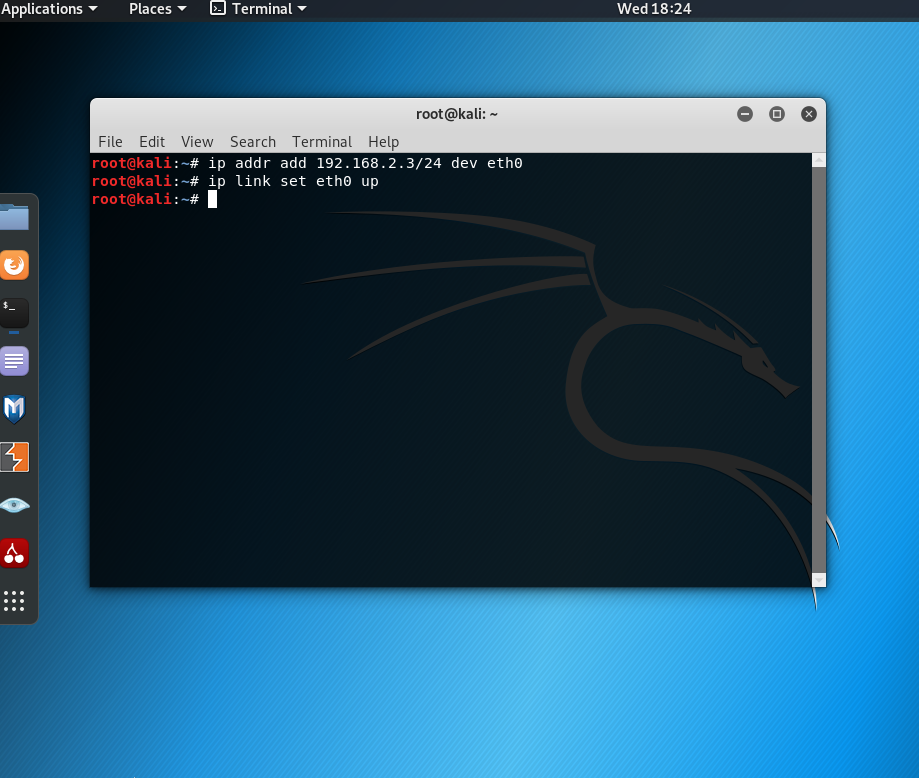 Applications Places Terminal Wed 18:24
root@kali: ~
File Edit View Search Terminal Help
root@kali:~# ip addr add 192.168.2.3/24 dev eth0
root@kali:~# ip link set eth0 up
root@kali:~#
$_